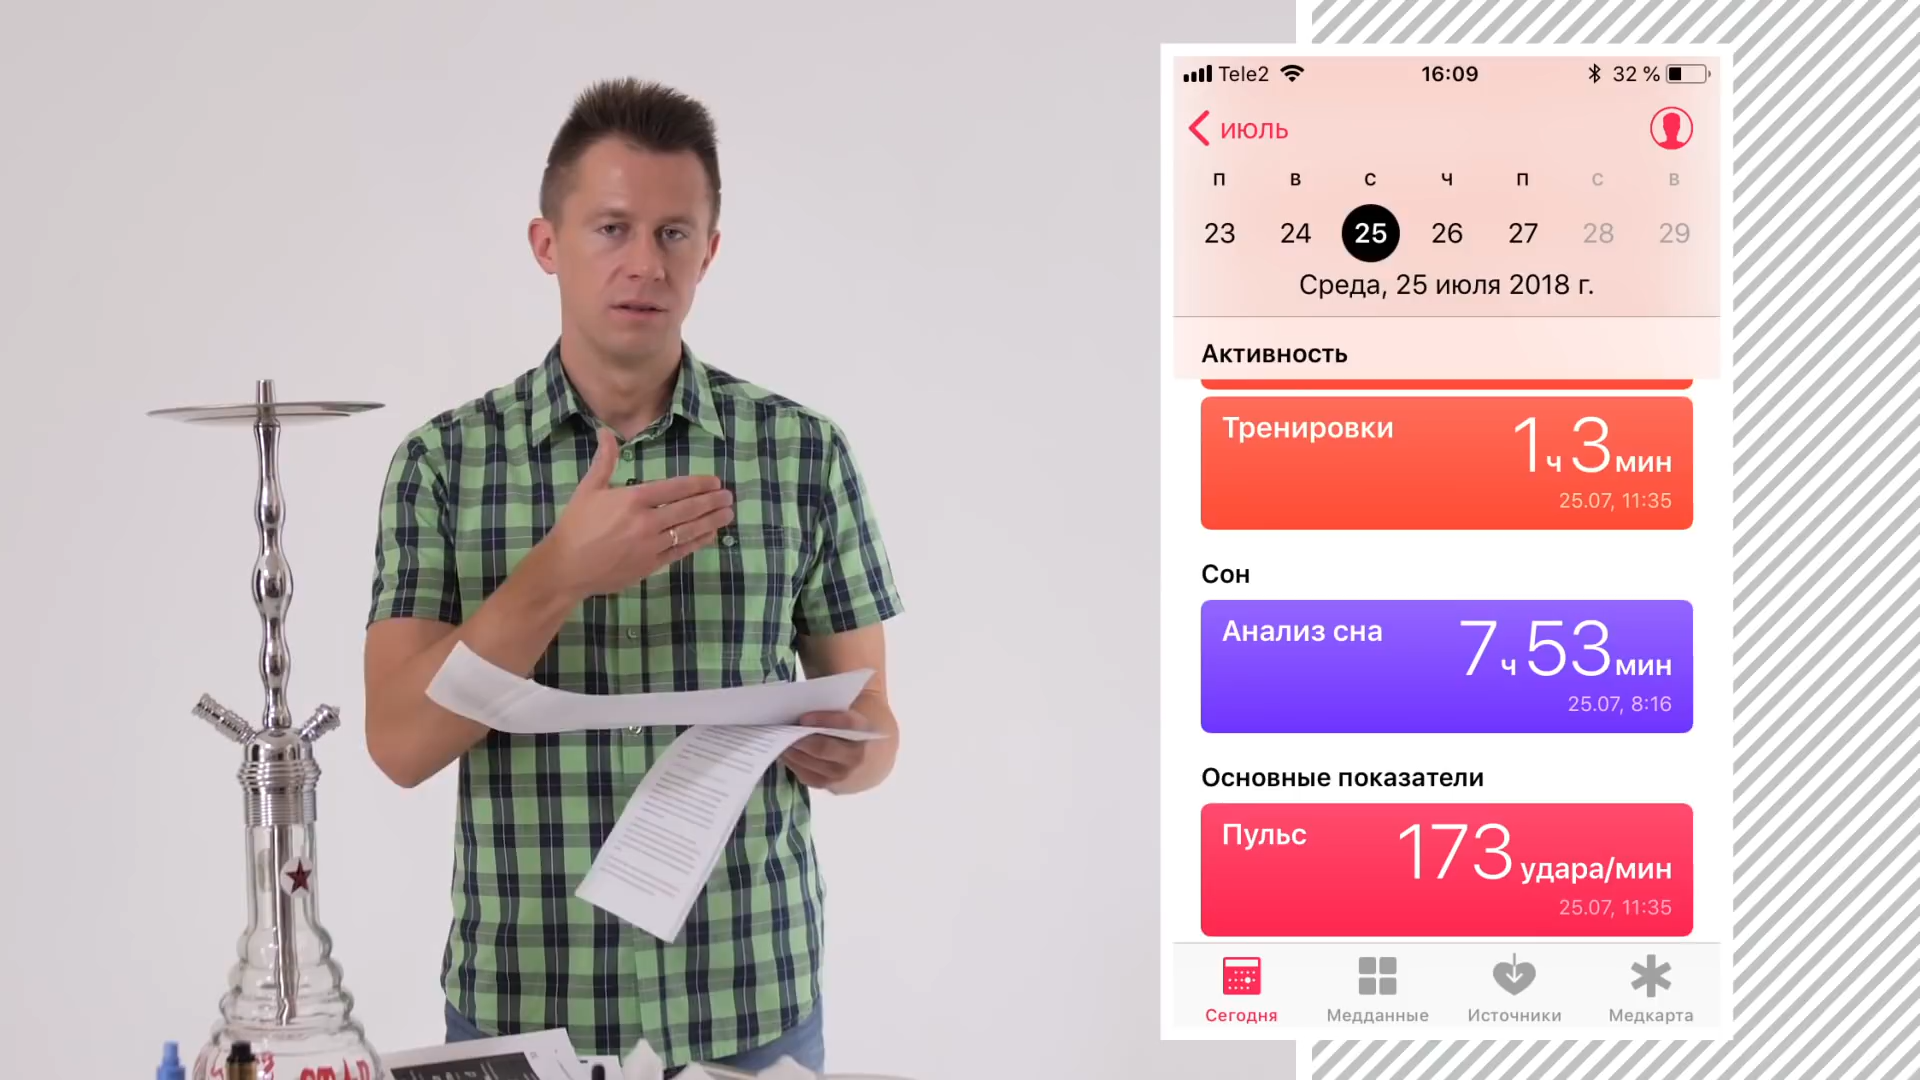 Tele2
16:09
32 %
ИЮЛЬ
П В С Ч П С В
23 24 25 26 27 28 29
Среда, 25 июля 2018 г.
Активность
Тренировки
1 ч 3 мин
25.07, 11:35
Сон
Анализ сна
7 ч 53 мин
25.07, 8:16
Основные показатели
Пульс
173 удара/мин
25.07, 11:35
Сегодня
Медданные
Источники
Медкарта
STAR